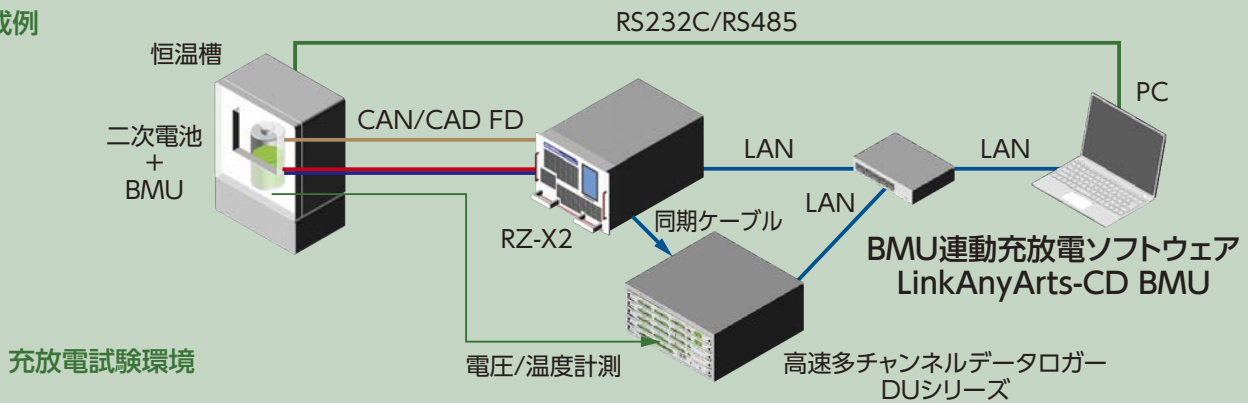 成例
RS232C/RS485
恒温槽
PC
CAN/CAD FD
二次電池
+
BMU
LAN
LAN
LAN
同期ケーブル
RZ-X2
BMU連動充放電ソフトウェア
LinkAnyArts-CD BMU
充放電試験環境
電圧/温度計測
高速多チャンネルデータロガー
DUシリーズ